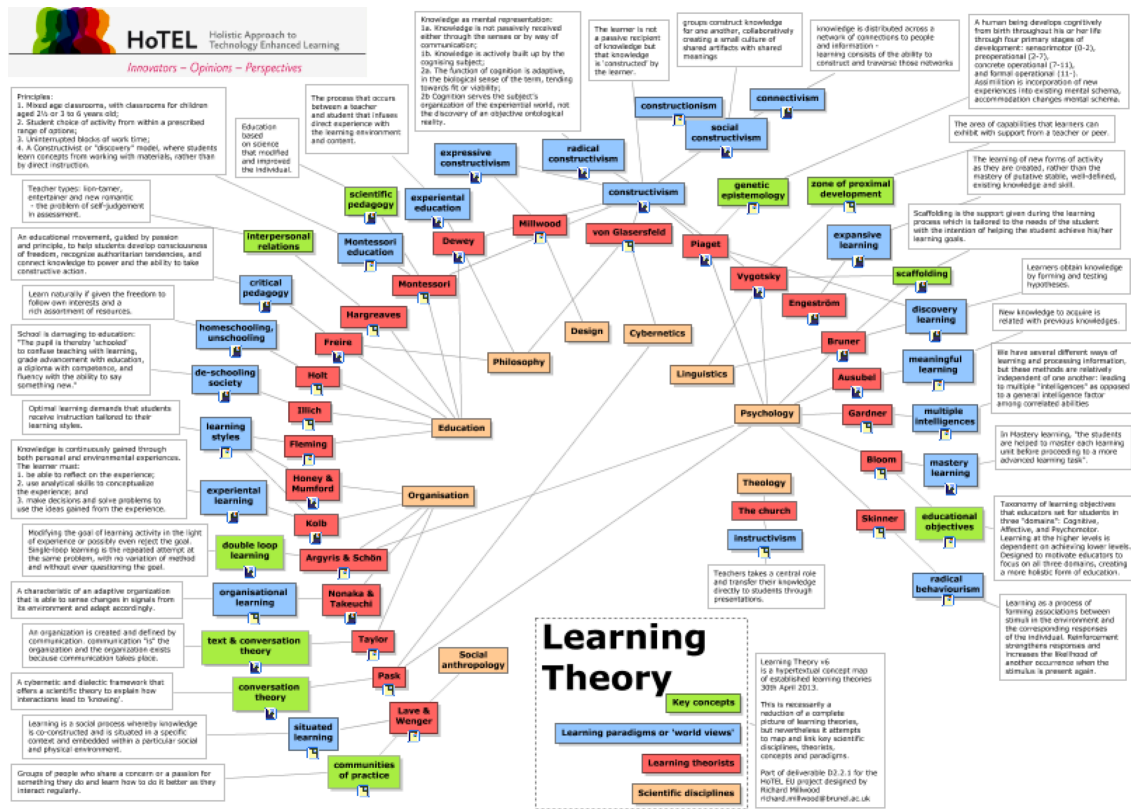 HoTEL
Holistic Approach to
Technology Enhanced Learning
Innovators – Opinions – Perspectives
Knowledge as mental representation:
1a. Knowledge is not passively received
either through the senses or by way of
communication;
1b. Knowledge is actively built up by the
cognising subject;
2a. The function of cognition is adaptive,
in the biological sense of the term, tending
towards fit or viability;
2b Cognition serves the subject's
organization of the experiential world, not
the discovery of an objective ontological
reality.
The learner is not
a passive recipient
of knowledge but
that knowledge
is 'constructed' by
the learner.
groups construct knowledge
for one another, collaboratively
creating a small culture of
shared artifacts with shared
meanings
knowledge is distributed across a
network of connections to people
and information -
learning consists of the ability to
construct and traverse those networks
A human being develops cognitively
from birth throughout his or her life
through four primary stages of
development: sensorimotor (0-2),
preoperational (2-7),
concrete operational (7-11),
and formal operational (11-).
Assimilation is incorporation of new
experiences into existing mental schema,
accommodation changes mental schema.
Principles:
1. Mixed age classrooms, with classrooms for children
aged 2½ or 3 to 6 years old;
2. Student choice of activity from within a prescribed
range of options;
3. Uninterrupted blocks of work time;
4. A Constructivist or "discovery" model, where students
learn concepts from working with materials, rather than
by direct instruction.
Education
based
on science
that modified
and improved
the individual.
The process that occurs
between a teacher
and student that infuses
direct experience with
the learning environment
and content.
The area of capabilities that learners can
exhibit with support from a teacher or peer.
The learning of new forms of activity
as they are created, rather than the
mastery of putative stable, well-defined,
existing knowledge and skill.
Scaffolding is the support given during the learning
process which is tailored to the needs of the student
with the intention of helping the student achieve his/her
learning goals.
Learners obtain knowledge
by forming and testing
hypotheses.
New knowledge to acquire is
related with previous knowledges.
We have several different ways of
learning and processing information,
but these methods are relatively
independent of one another: leading
to multiple "intelligences" as opposed
to a general intelligence factor
among correlated abilities
In Mastery learning, "the students
are helped to master each learning
unit before proceeding to a more
advanced learning task".
Taxonomy of learning objectives
that educators set for students in
three "domains": Cognitive,
Affective, and Psychomotor.
Learning at the higher levels is
dependent on achieving lower levels.
Designed to motivate educators to
focus on all three domains, creating
a more holistic form of education.
Learning as a process of
forming associations between
stimuli in the environment and
the corresponding responses
of the individual. Reinforcement
strengthens responses and
increases the likelihood of
another occurrence when the
stimulus is present again.
Teacher types: lion-tamer,
entertainer and new romantic
- the problem of self-judgement
in assessment.
An educational movement, guided by passion
and principle, to help students develop consciousness
of freedom, recognize authoritarian tendencies, and
connect knowledge to power and the ability to take
constructive action.
Learn naturally if given the freedom to
follow own interests and a
rich assortment of resources.
School is damaging to education:
"The pupil is thereby 'schooled'
to confuse teaching with learning,
grade advancement with education,
a diploma with competence, and
fluency with the ability to say
something new."
Optimal learning demands that students
receive instruction tailored to their
learning styles.
Knowledge is continuously gained through
both personal and environmental experiences.
The learner must:
1. be able to reflect on the experience;
2. use analytical skills to conceptualize
the experience; and
3. make decisions and solve problems to
use the ideas gained from the experience.
Modifying the goal of learning activity in the light
of experience or possibly even reject the goal.
Single-loop learning is the repeated attempt at
the same problem, with no variation of method
and without ever questioning the goal.
A characteristic of an adaptive organization
that is able to sense changes in signals from
its environment and adapt accordingly.
An organization is created and defined by
communication. communication "is" the
organization and the organization exists
because communication takes place.
A cybernetic and dialectic framework that
offers a scientific theory to explain how
interactions lead to 'knowing'.
Learning is a social process whereby knowledge
is co-constructed and is situated in a specific
context and embedded within a particular social
and physical environment.
Groups of people who share a concern or a passion for
something they do and learn how to do it better as they
interact regularly.
constructionism
connectivism
social
constructivism
expressive
constructivism
radical
constructivism
constructivism
genetic
epistemology
zone of proximal
development
scientific
pedagogy
experiential
education
interpersonal
relations
Montessori
education
Dewey
Millwood
von Glasersfeld
Piaget
expansive
learning
Vygotsky
scaffolding
critical
pedagogy
Montessori
Engeström
discovery
learning
Hargreaves
homeschooling,
unschooling
Freire
Design
Cybernetics
Bruner
Philosophy
Linguistics
meaningful
learning
de-schooling
society
Holt
Ausubel
Illich
Education
Psychology
Gardner
multiple
intelligences
learning
styles
Fleming
Bloom
mastery
learning
Honey &
Mumford
Organisation
Theology
experiential
learning
The church
Kolb
Skinner
educational
objectives
instructivism
double loop
learning
Argyris & Schön
Teachers takes a central role
and transfer their knowledge
directly to students through
presentations.
radical
behaviourism
organisational
learning
Nonaka &
Takeuchi
text & conversation
theory
Taylor
Social
anthropology
Pask
conversation
theory
Lave &
Wenger
situated
learning
communities
of practice
Learning
Theory
Key concepts
Learning paradigms or 'world views'
Learning theorists
Scientific disciplines
Learning Theory v6
is a hypertextual concept map
of established learning theories
30th April 2013.
This is necessarily a
reduction of a complete
picture of learning theories,
but nevertheless it attempts
to map and link key scientific
disciplines, theorists,
concepts and paradigms.
Part of deliverable D2.2.1 for the
HoTEL EU project designed by
Richard Millwood
richard.millwood@brunel.ac.uk